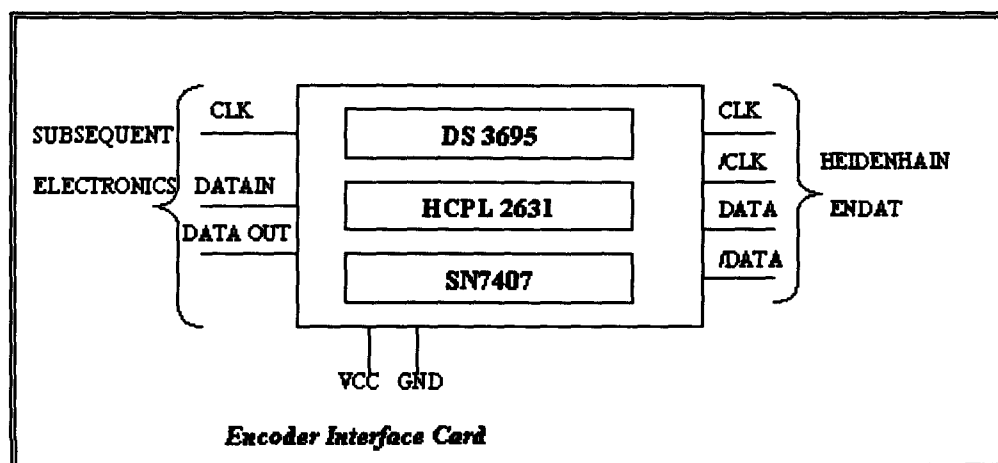 CLK
SUBSEQUENT
ELECTRONICS
DATAIN
DATA OUT
DS 3695
HCPL 2631
SN7407
CLK
/CLK
DATA
/DATA
HEIDENHAIN
ENDAT
VCC GND
Encoder Interface Card